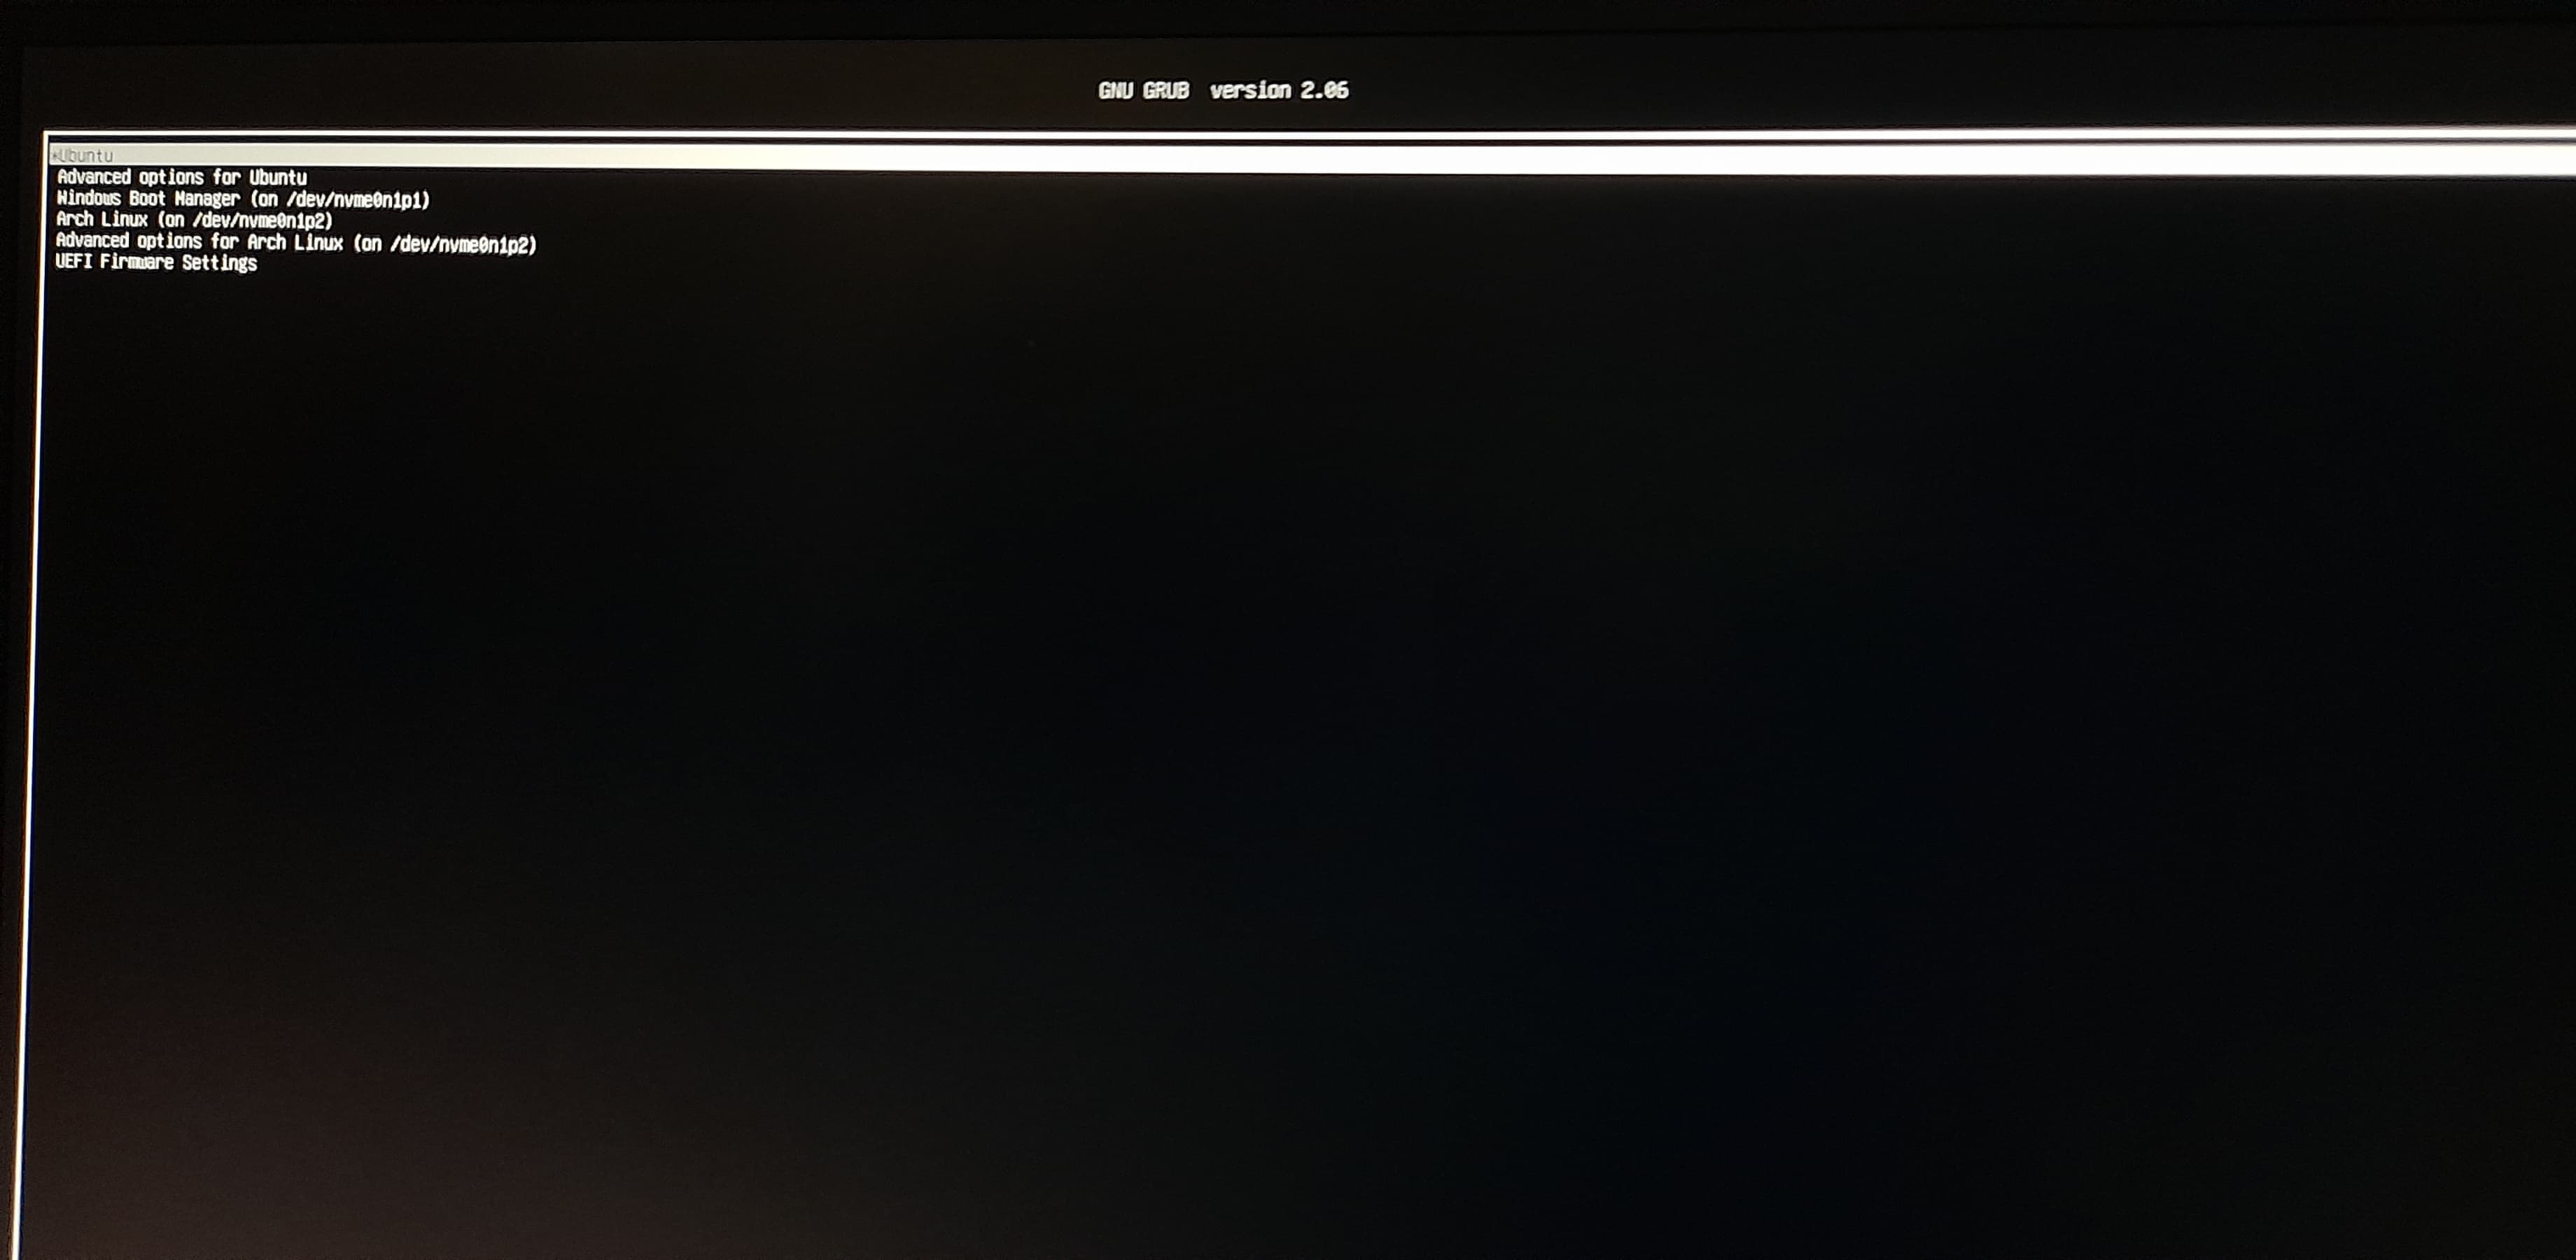 GNU GRUB  version 2.06
*Ubuntu
Advanced options for Ubuntu
Windows Boot Manager (on /dev/nvme0n1p1)
Arch Linux (on /dev/nvme0n1p2)
Advanced options for Arch Linux (on /dev/nvme0n1p2)
UEFI Firmware Settings